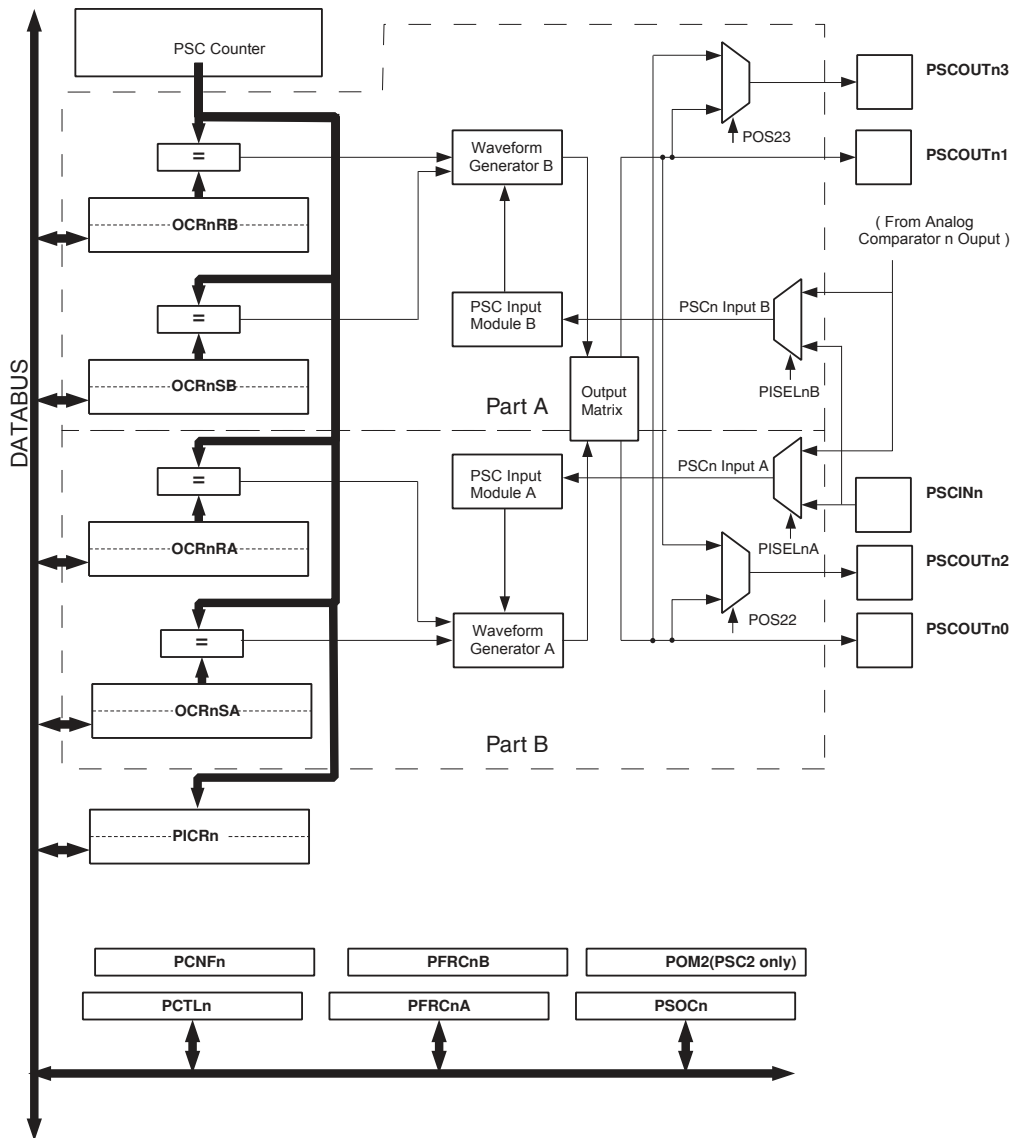 PSC Counter
PSCOUTn3
POS23
=
Waveform
Generator B
PSCOUTn1
OCRnRB
( From Analog
Comparator n Ouput )
=
PSC Input
Module B
PSCn Input B
OCRnSB
Part A
Output
Matrix
PISELnB
DATABUS
=
PSC Input
Module A
PSCn Input A
PSCINn
OCRnRA
PISELnA
PSCOUTn2
=
Waveform
Generator A
POS22
PSCOUTn0
OCRnSA
Part B
PICRn
PCNFn
PFRCnB
POM2(PSC2 only)
PCTLn
PFRCnA
PSOCn